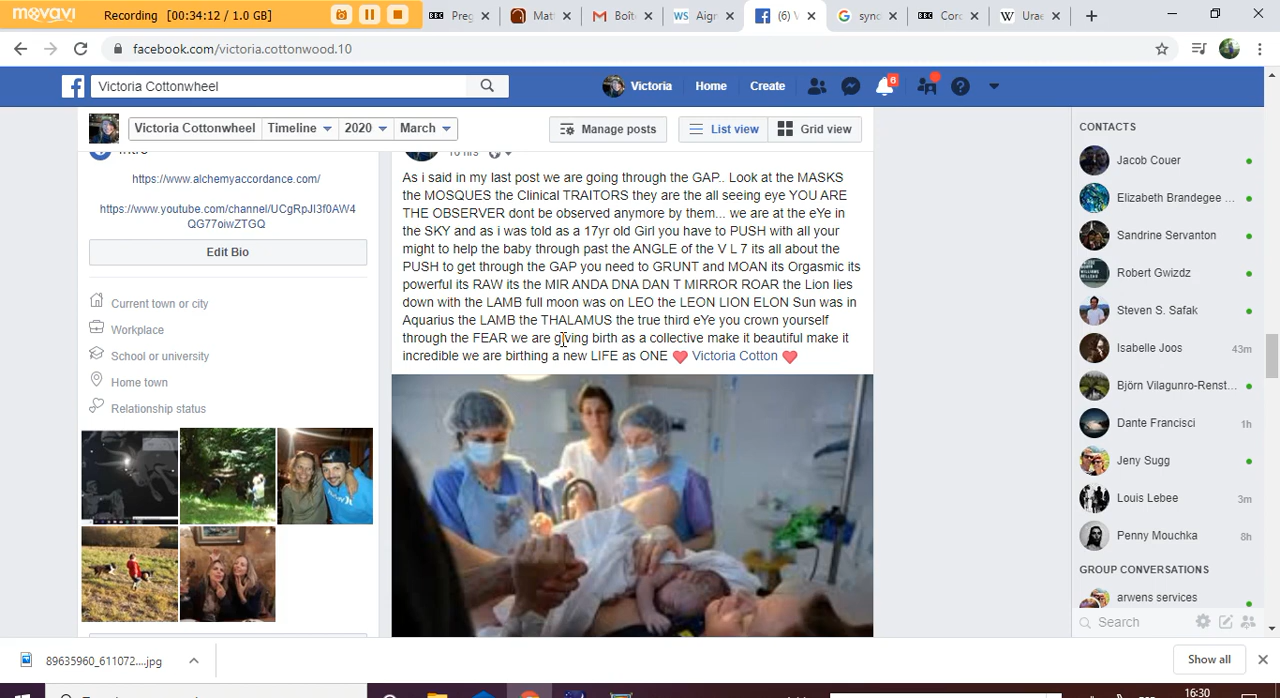 movavi
Recording [00:34:12 / 1.0 GB]
Preg
Mat
Boît
Aigr
(6) V
sync
Corc
Urae
facebook.com/victoria.cottonwood.10
Victoria Cottonwheel
Victoria
Home
Create
8
Victoria Cottonwheel
Timeline
2020
March
Manage posts
List view
Grid view
https://www.alchemyaccordance.com/
https://www.youtube.com/channel/UCgRpJI3f0AW4
QG77oiwZTGQ
Edit Bio
Current town or city
Workplace
School or university
Home town
Relationship status
16 hrs
As i said in my last post we are going through the GAP.. Look at the MASKS
the MOSQUES the Clinical TRAITORS they are the all seeing eye YOU ARE
THE OBSERVER dont be observed anymore by them... we are at the eYe in
the SKY and as i was told as a 17yr old Girl you have to PUSH with all your
might to help the baby through past the ANGLE of the V L 7 its all about the
PUSH to get through the GAP you need to GRUNT and MOAN its Orgasmic its
powerful its RAW its the MIR ANDA DNA DAN T MIRROR ROAR the Lion lies
down with the LAMB full moon was on LEO the LEON LION ELON Sun was in
Aquarius the LAMB the THALAMUS the true third eYe you crown yourself
through the FEAR we are giving birth as a collective make it beautiful make it
incredible we are birthing a new LIFE as ONE ❤ Victoria Cotton ❤
CONTACTS
Jacob Couer
Elizabeth Brandegee ...
Sandrine Servanton
Robert Gwizdz
Steven S. Safak
Isabelle Joos 43m
Björn Vilagunro-Renst...
Dante Francisci 1h
Jeny Sugg
Louis Lebee 3m
Penny Mouchka 8h
GROUP CONVERSATIONS
arwens services
Search
89635960_611072....jpg
Show all
16:30